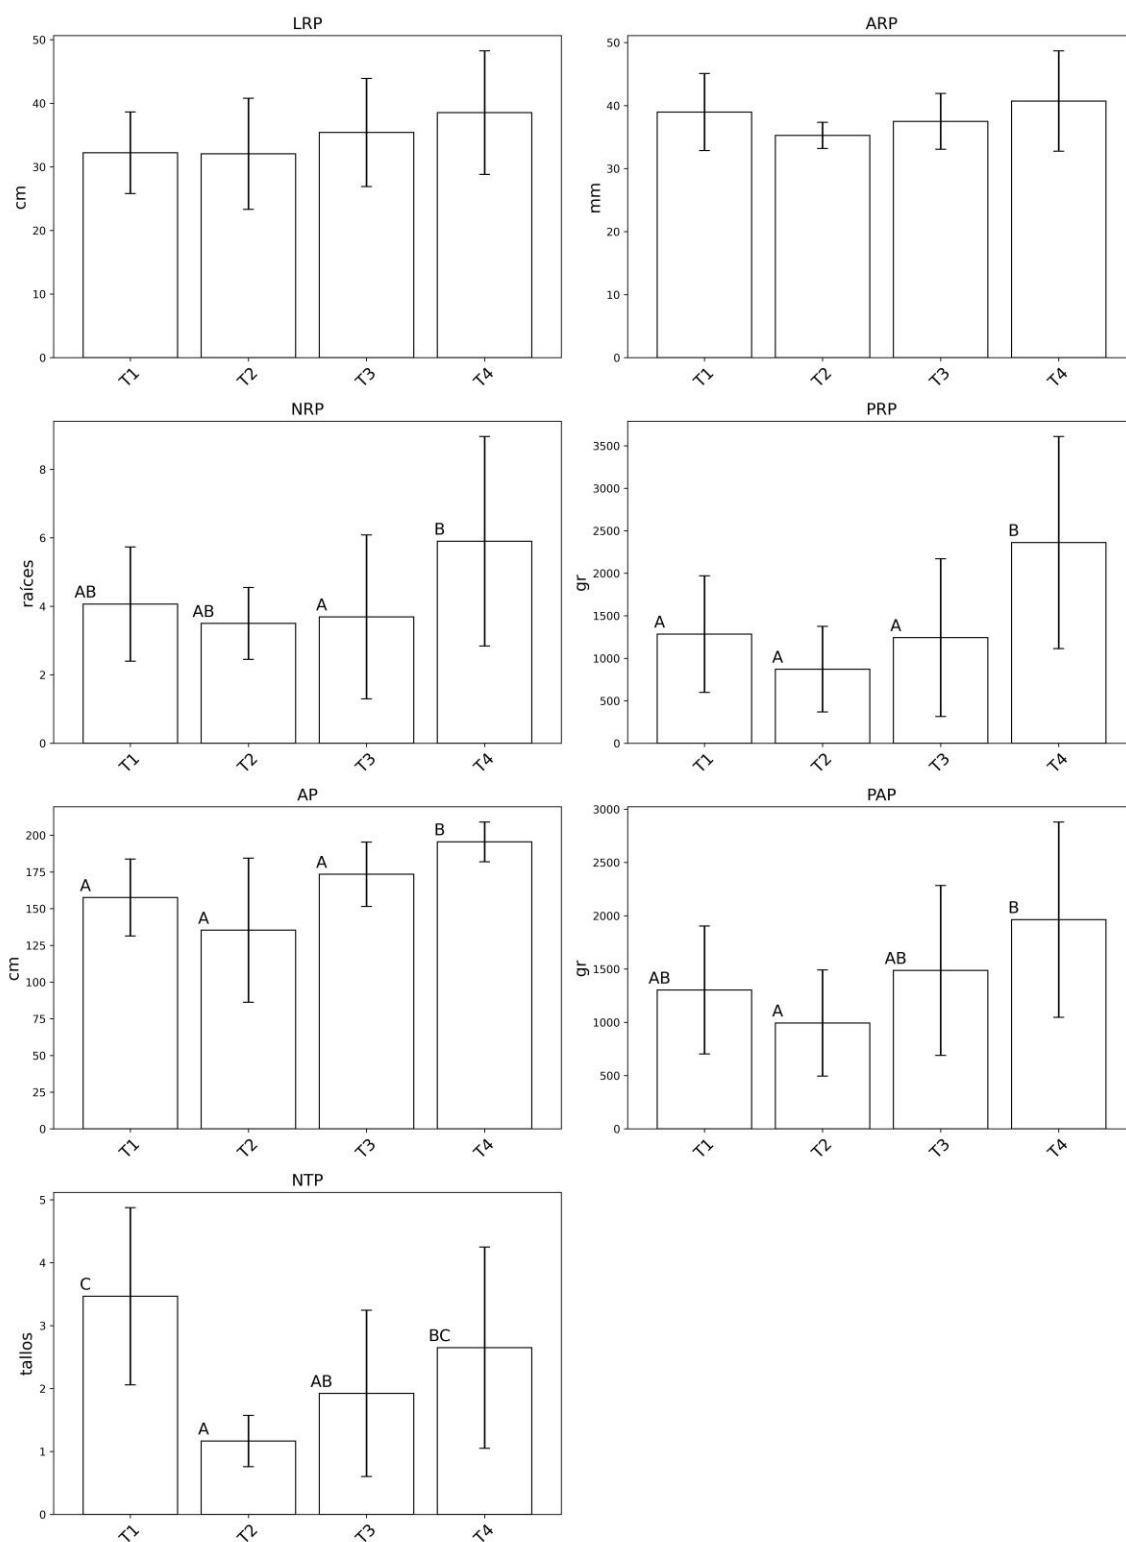 LRP
50
40
30
20
10
0
cm
T1 T2 T3 T4
ARP
50
40
30
20
10
0
mm
T1 T2 T3 T4
NRP
8
6
4
2
0
raíces
AB AB A B
T1 T2 T3 T4
PRP
3500
3000
2500
2000
1500
1000
500
0
gr
A A A B
T1 T2 T3 T4
AP
200
175
150
125
100
75
50
25
0
cm
A A A B
T1 T2 T3 T4
PAP
3000
2500
2000
1500
1000
500
0
gr
AB A AB B
T1 T2 T3 T4
NTP
5
4
3
2
1
0
tallos
C A AB BC
T1 T2 T3 T4